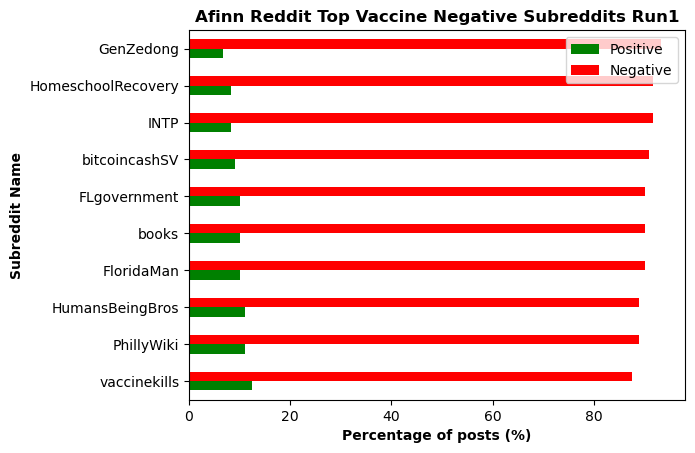 Afinn Reddit Top Vaccine Negative Subreddits Run1
Positive
Negative
Subreddit Name
GenZedong
HomeschoolRecovery
INTP
bitcoincashSV
FLgovernment
books
FloridaMan
HumansBeingBros
PhillyWiki
vaccinekills
0 20 40 60 80
Percentage of posts (%)